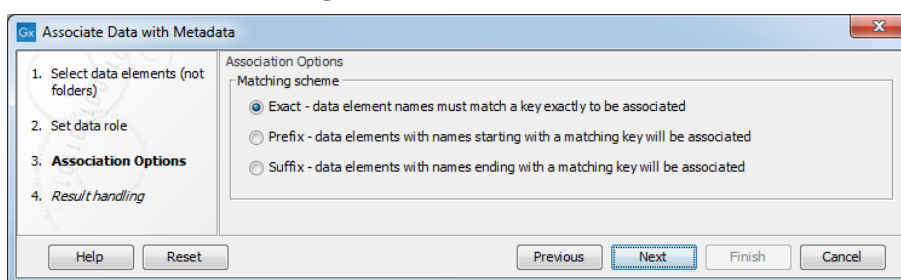 Gx Associate Data with Metadata
1. Select data elements (not
folders)
2. Set data role
3. Association Options
4. Result handling
Association Options
Matching scheme
Exact - data element names must match a key exactly to be associated
Prefix - data elements with names starting with a matching key will be associated
Suffix - data elements with names ending with a matching key will be associated
Help Reset Previous Next Finish Cancel